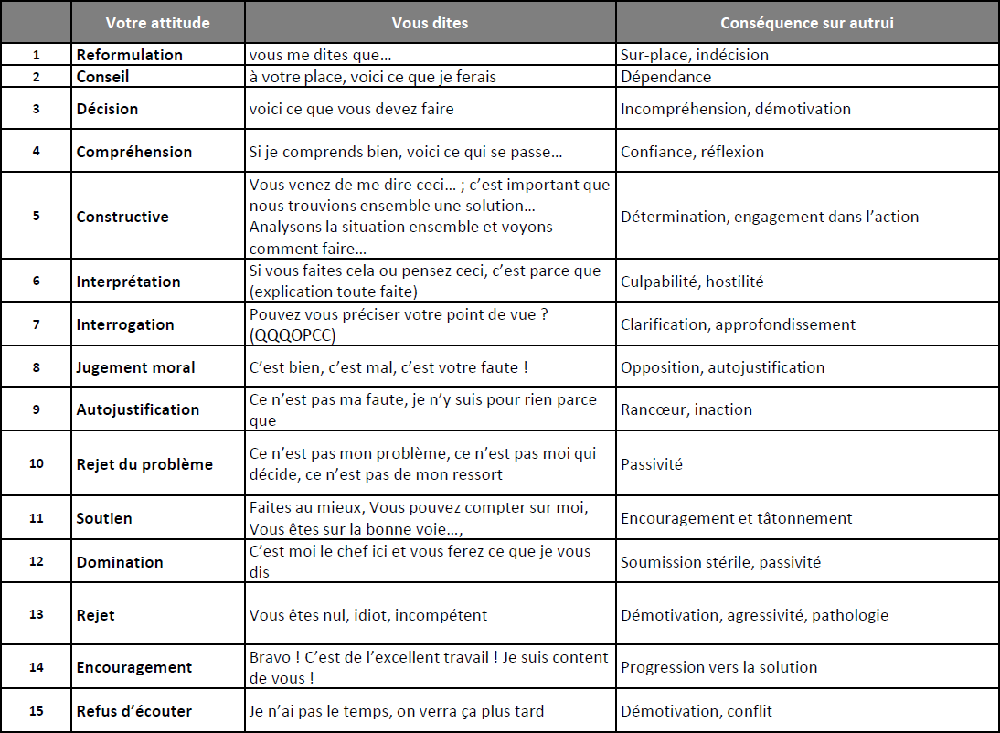 Votre attitude
Vous dites
Conséquence sur autrui
1
Reformulation
vous me dites que…
Sur-place, indécision
2
Conseil
à votre place, voici ce que je ferais
Dépendance
3
Décision
voici ce que vous devez faire
Incompréhension, démotivation
4
Compréhension
Si je comprends bien, voici ce qui se passe…
Confiance, réflexion
5
Constructive
Vous venez de me dire ceci… ; c’est important que
nous trouvions ensemble une solution…
Analysons la situation ensemble et voyons
comment faire…
Détermination, engagement dans l’action
6
Interprétation
Si vous faites cela ou pensez ceci, c’est parce que
(explication toute faite)
Culpabilité, hostilité
7
Interrogation
Pouvez vous préciser votre point de vue ?
(QQQOPCC)
Clarification, approfondissement
8
Jugement moral
C’est bien, c’est mal, c’est votre faute !
Opposition, autojustification
9
Autojustification
Ce n’est pas ma faute, je n’y suis pour rien parce
que
Rancœur, inaction
10
Rejet du problème
Ce n’est pas mon problème, ce n’est pas moi qui
décide, ce n’est pas de mon ressort
Passivité
11
Soutien
Faites au mieux, Vous pouvez compter sur moi,
Vous êtes sur la bonne voie…,
Encouragement et tâtonnement
12
Domination
C’est moi le chef ici et vous ferez ce que je vous
dis
Soumission stérile, passivité
13
Rejet
Vous êtes nul, idiot, incompétent
Démotivation, agressivité, pathologie
14
Encouragement
Bravo ! C’est de l’excellent travail ! Je suis content
de vous !
Progression vers la solution
15
Refus d’écouter
Je n’ai pas le temps, on verra ça plus tard
Démotivation, conflit